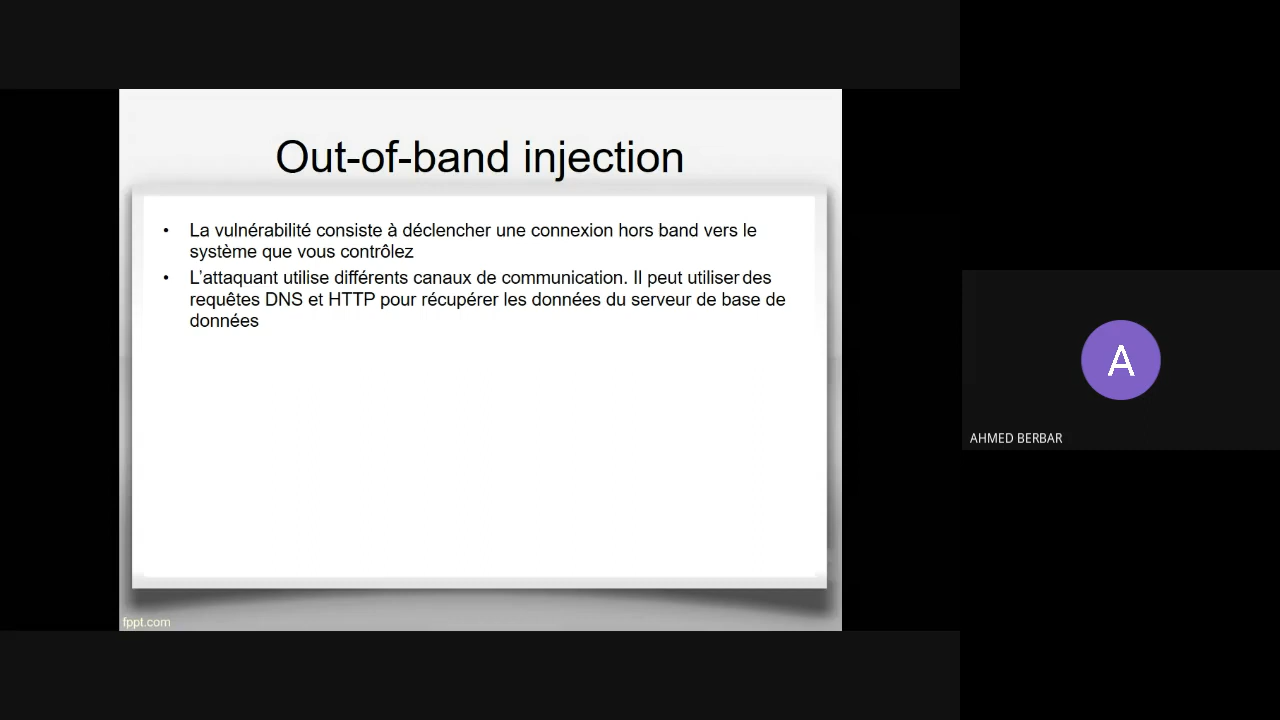 Out-of-band injection
• La vulnérabilité consiste à déclencher une connexion hors band vers le
système que vous contrôlez
• L’attaquant utilise différents canaux de communication. Il peut utiliser des
requêtes DNS et HTTP pour récupérer les données du serveur de base de
données
fppt.com
A
AHMED BERBAR